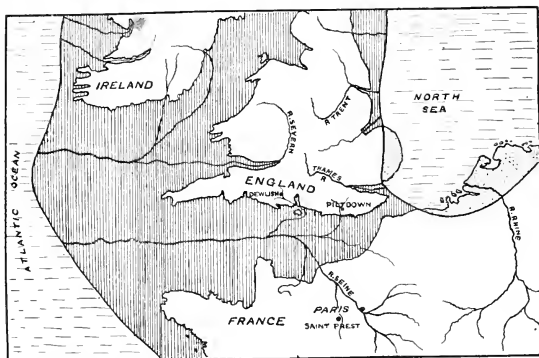 IRELAND
NORTH
SEA
R. SEVERN
R. TRENT
THAMES
R.
ENGLAND
DEWLISH
PILTDOWN
ATLANTIC OCEAN
R. RHINE
R. SEINE
FRANCE
PARIS
SAINT PREST